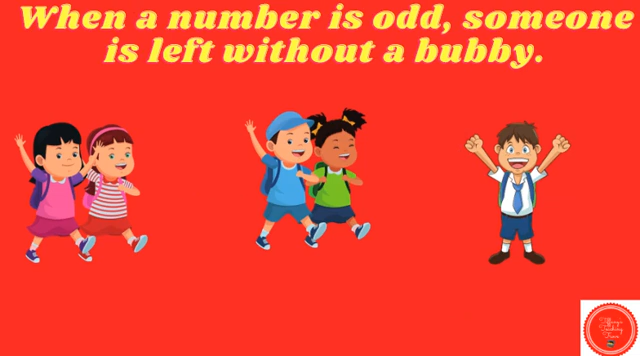 When a number is odd, someone
is left without a bubby.